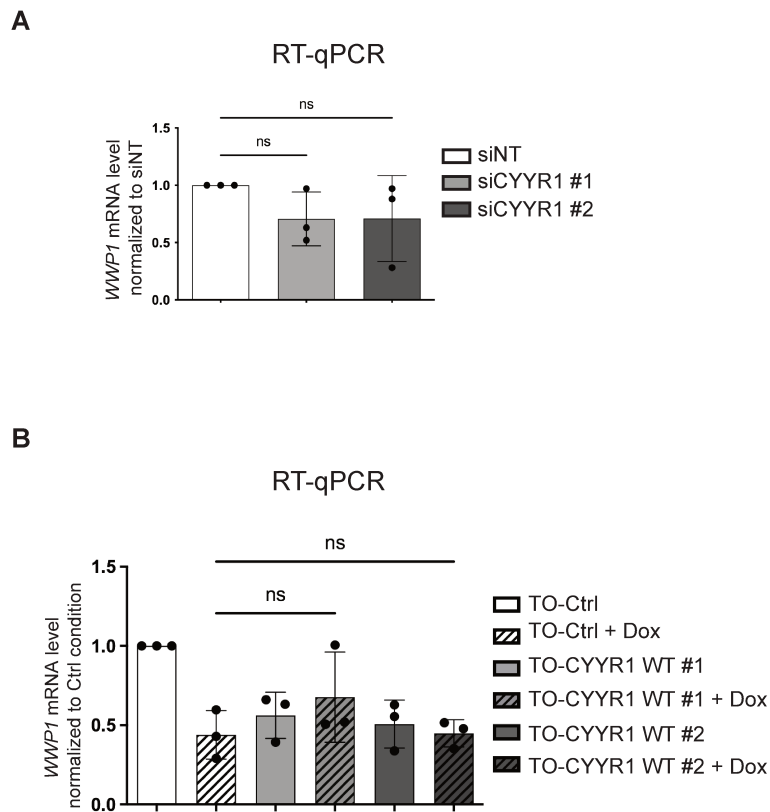 A
RT-qPCR
ns
ns
WWP1 mRNA level
normalized to siNT
1.5
1.0
0.5
0.0
siNT
siCYYR1 #1
siCYYR1 #2
B
RT-qPCR
ns
ns
WWP1 mRNA level
normalized to Ctrl condition
1.5
1.0
0.5
0.0
TO-Ctrl
TO-Ctrl + Dox
TO-CYYR1 WT #1
TO-CYYR1 WT #1 + Dox
TO-CYYR1 WT #2
TO-CYYR1 WT #2 + Dox